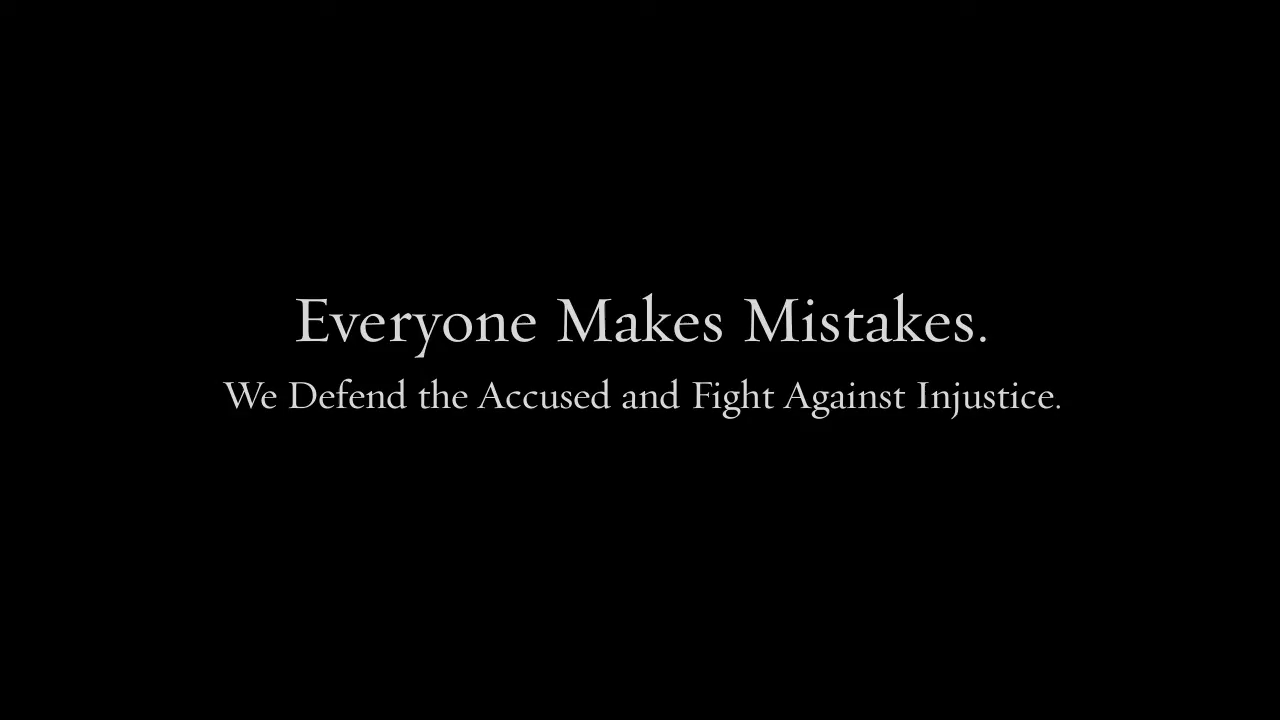 Everyone Makes Mistakes.
We Defend the Accused and Fight Against Injustice.